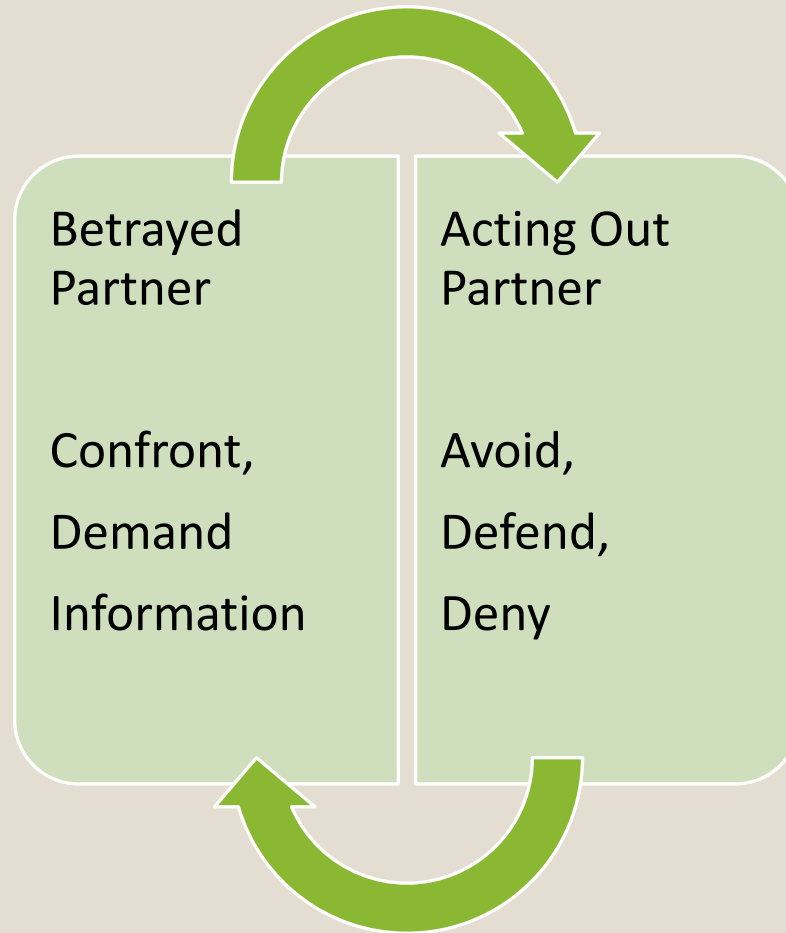 Betrayed
Partner
Confront,
Demand
Information
Acting Out
Partner
Avoid,
Defend,
Deny